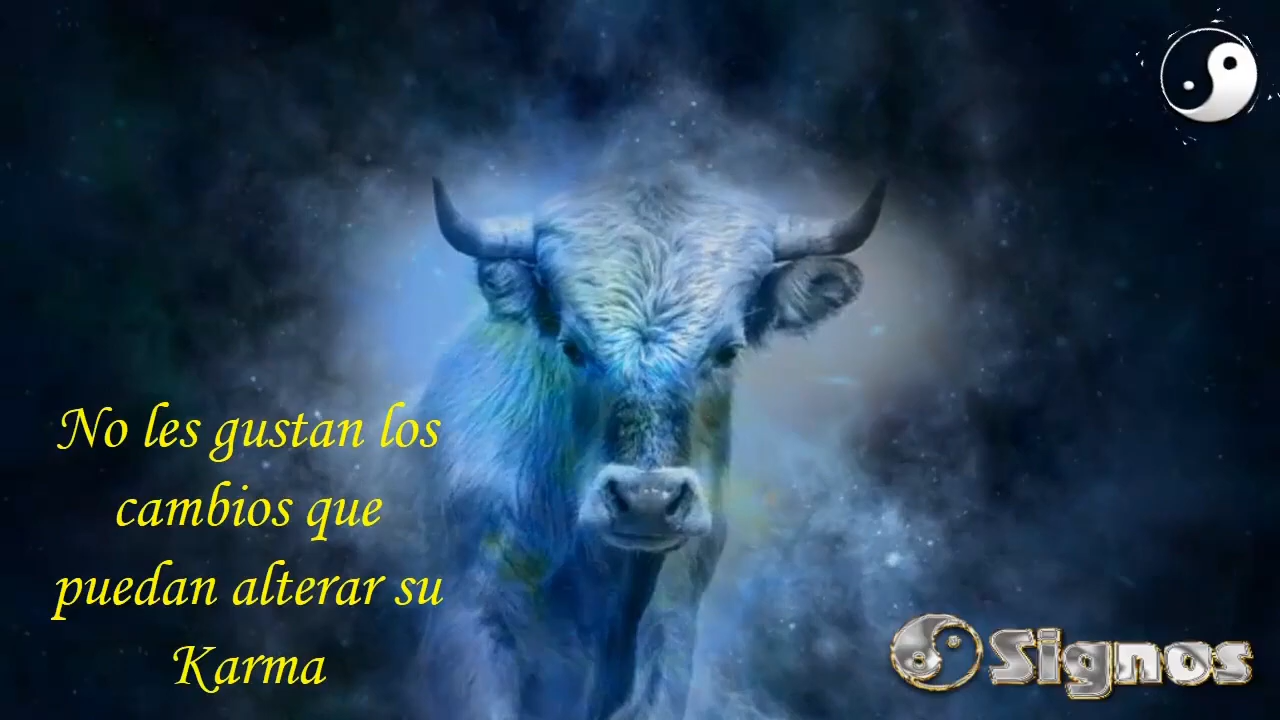 No les gustan los
cambios que
puedan alterar su
Karma
Signos